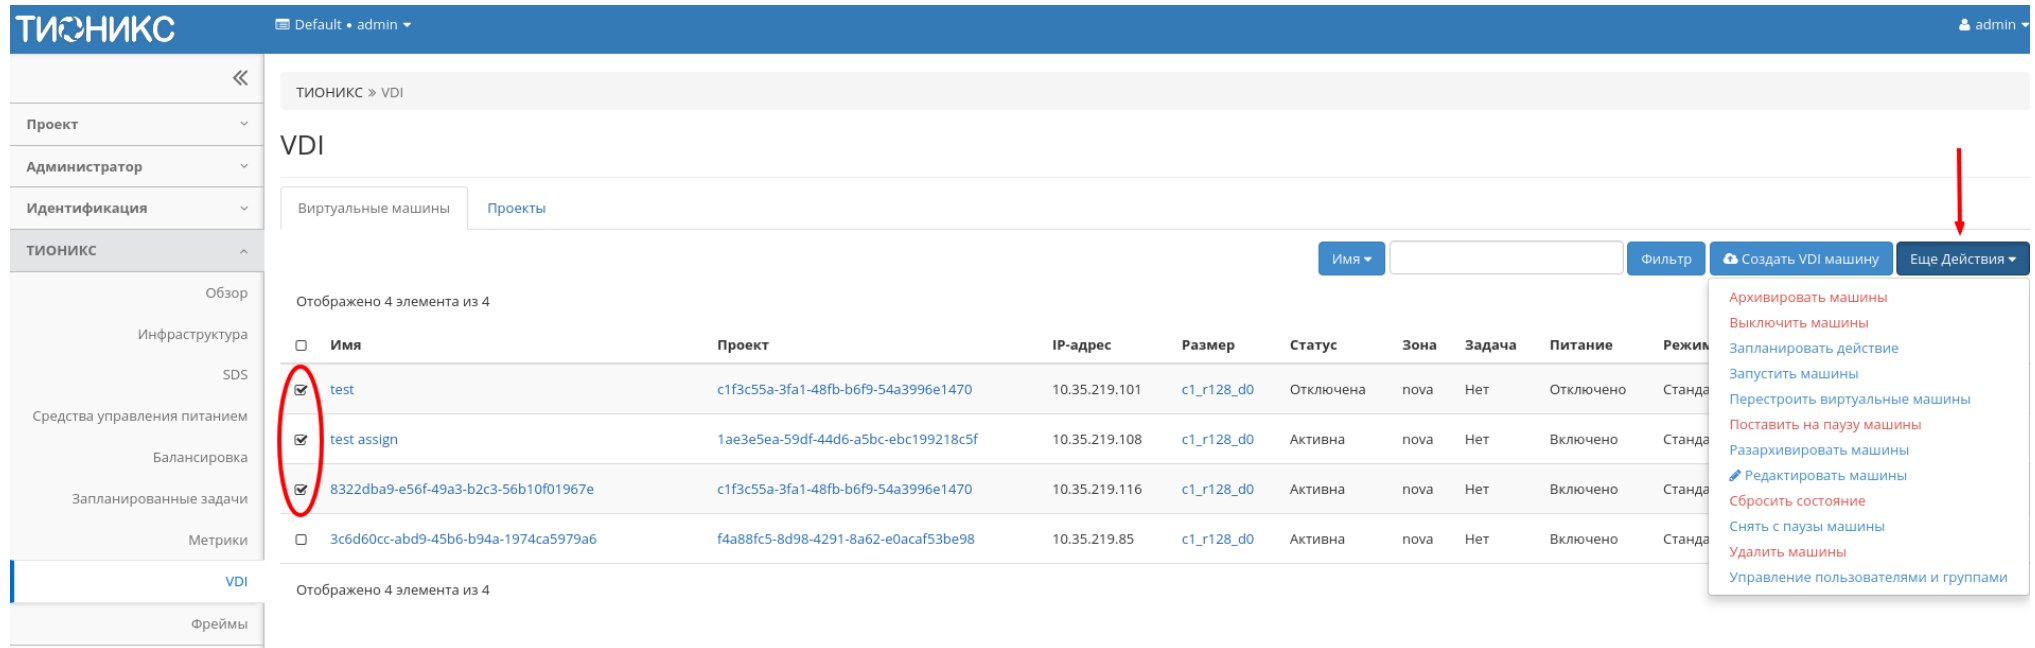 ТИОНИКС
Default • admin
admin
Проект
Администратор
Идентификация
ТИОНИКС
Обзор
Инфраструктура
SDS
Средства управления питанием
Балансировка
Запланированные задачи
Метрики
VDI
Фреймы
ТИОНИКС » VDI
VDI
Виртуальные машины Проекты
Имя Фильтр Создать VDI машину Еще Действия
Отображено 4 элемента из 4
Имя Проект IP-адрес Размер Статус Зона Задача Питание Режим
test c1f3c55a-3fa1-48fb-b6f9-54a3996e1470 10.35.219.101 c1_r128_d0 Отключена nova Нет Отключено Станда
test assign 1ae3e5ea-59df-44d6-a5bc-ebc199218c5f 10.35.219.108 c1_r128_d0 Активна nova Нет Включено Станда
8322dba9-e56f-49a3-b2c3-56b10f01967e c1f3c55a-3fa1-48fb-b6f9-54a3996e1470 10.35.219.116 c1_r128_d0 Активна nova Нет Включено Станда
3c6d60cc-abd9-45b6-b94a-1974ca5979a6 f4a88fc5-8d98-4291-8a62-e0acaf53be98 10.35.219.85 c1_r128_d0 Активна nova Нет Включено Станда
Отображено 4 элемента из 4
Архивировать машины
Выключить машины
Запланировать действие
Запустить машины
Перестроить виртуальные машины
Поставить на паузу машины
Разархивировать машины
Редактировать машины
Сбросить состояние
Снять с паузы машины
Удалить машины
Управление пользователями и группами